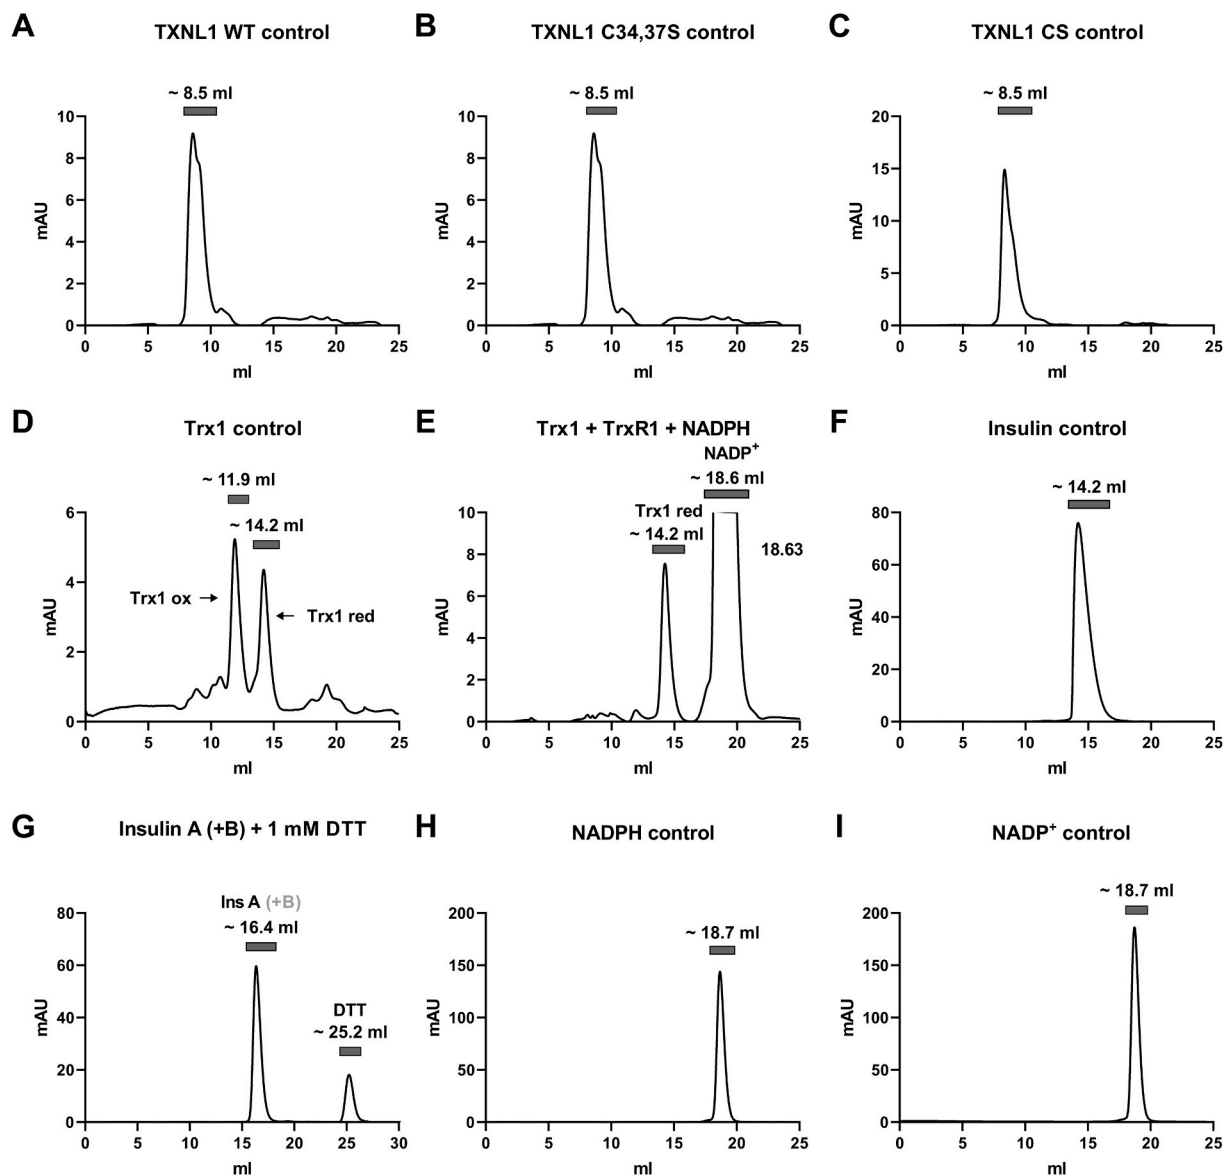 A
TXNL1 WT control
~ 8.5 ml
10
8
6
4
2
0
mAU
0 5 10 15 20 25
ml
B
TXNL1 C34,37S control
~ 8.5 ml
10
8
6
4
2
0
mAU
0 5 10 15 20 25
ml
C
TXNL1 CS control
~ 8.5 ml
20
15
10
5
0
mAU
0 5 10 15 20 25
ml
D
Trx1 control
~ 11.9 ml
~ 14.2 ml
Trx1 ox →
← Trx1 red
6
4
2
0
mAU
0 5 10 15 20 25
ml
E
Trx1 + TrxR1 + NADPH
NADP+
~ 18.6 ml
Trx1 red
~ 14.2 ml
18.63
10
8
6
4
2
0
mAU
0 5 10 15 20 25
ml
F
Insulin control
~ 14.2 ml
80
60
40
20
0
mAU
0 5 10 15 20 25
ml
G
Insulin A (+B) + 1 mM DTT
Ins A (+B)
~ 16.4 ml
DTT
~ 25.2 ml
80
60
40
20
0
mAU
0 5 10 15 20 25 30
ml
H
NADPH control
~ 18.7 ml
200
150
100
50
0
mAU
0 5 10 15 20 25
ml
I
NADP+ control
~ 18.7 ml
200
150
100
50
0
mAU
0 5 10 15 20 25
ml